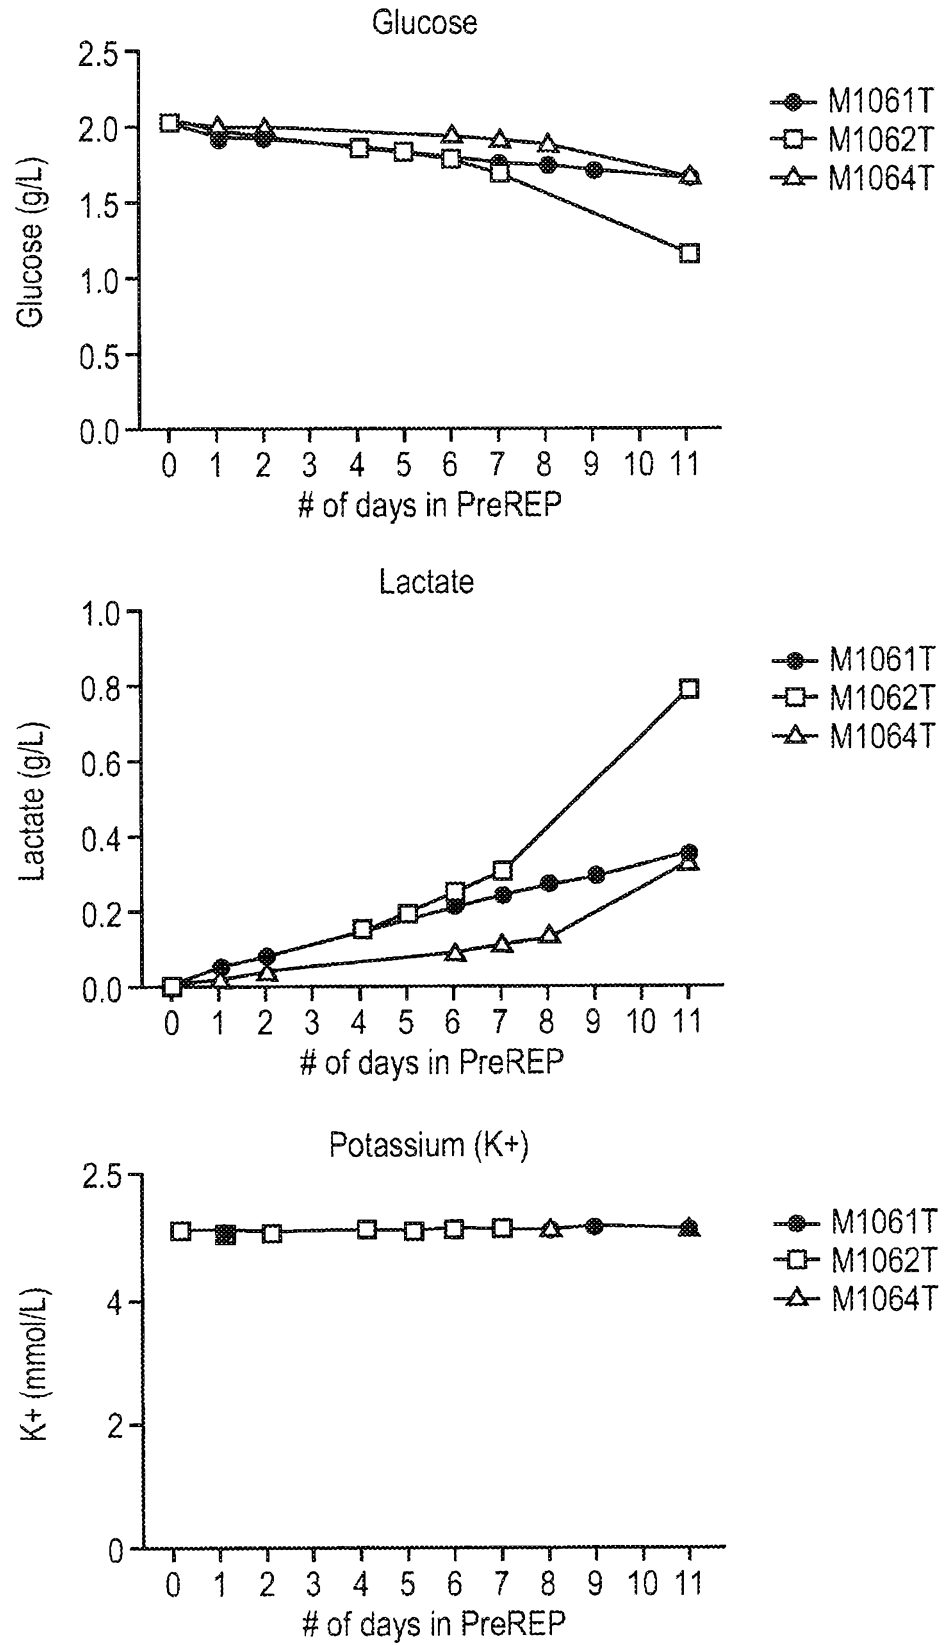 Glucose
2.5
2.0
1.5
1.0
0.5
0.0
Glucose (g/L)
0 1 2 3 4 5 6 7 8 9 10 11
# of days in PreREP
M1061T
M1062T
M1064T
Lactate
1.0
0.8
0.6
0.4
0.2
0.0
Lactate (g/L)
0 1 2 3 4 5 6 7 8 9 10 11
# of days in PreREP
M1061T
M1062T
M1064T
Potassium (K+)
2.5
4
2
0
K+ (mmol/L)
0 1 2 3 4 5 6 7 8 9 10 11
# of days in PreREP
M1061T
M1062T
M1064T